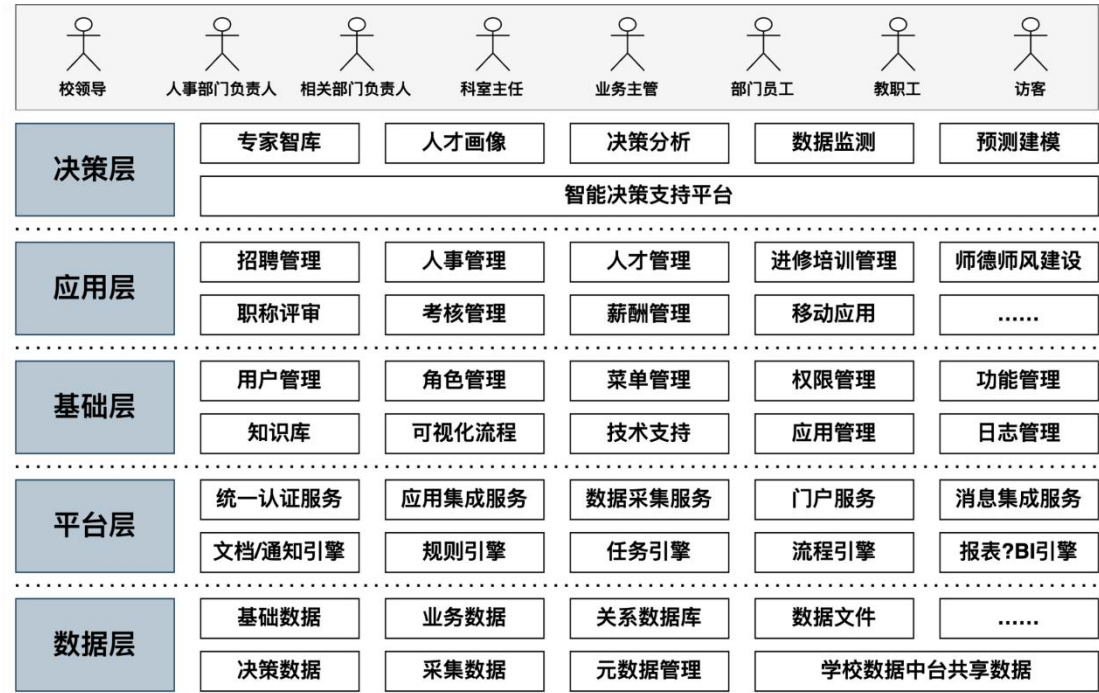 校领导 人事部门负责人 相关部门负责人 科室主任 业务主管 部门员工 教职工 访客
决策层
专家智库 人才画像 决策分析 数据监测 预测建模
智能决策支持平台
应用层
招聘管理 人事管理 人才管理 进修培训管理 师德师风建设
职称评审 考核管理 薪酬管理 移动应用 ……
基础层
用户管理 角色管理 菜单管理 权限管理 功能管理
知识库 可视化流程 技术支持 应用管理 日志管理
平台层
统一认证服务 应用集成服务 数据采集服务 门户服务 消息集成服务
文档/通知引擎 规则引擎 任务引擎 流程引擎 报表?BI引擎
数据层
基础数据 业务数据 关系数据库 数据文件 ……
决策数据 采集数据 元数据管理 学校数据中台共享数据